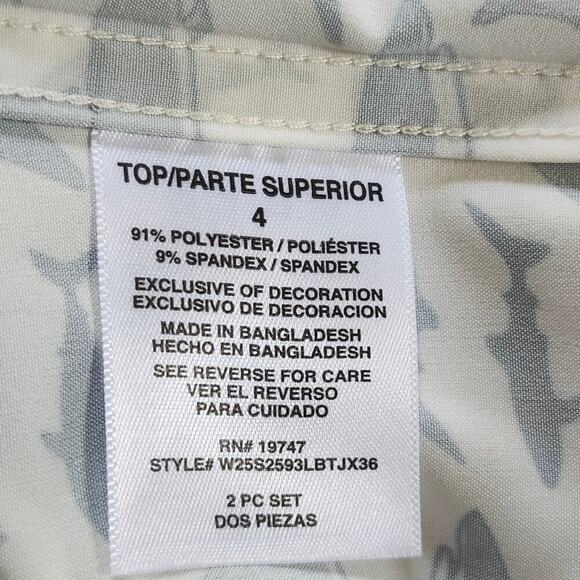 TOP/PARTE SUPERIOR
4
91% POLYESTER / POLIÉSTER
9% SPANDEX / SPANDEX
EXCLUSIVE OF DECORATION
EXCLUSIVO DE DECORACION
MADE IN BANGLADESH
HECHO EN BANGLADESH
SEE REVERSE FOR CARE
VER EL REVERSO
PARA CUIDADO
RN# 19747
STYLE# W25S2593LBTJX36
2 PC SET
DOS PIEZAS